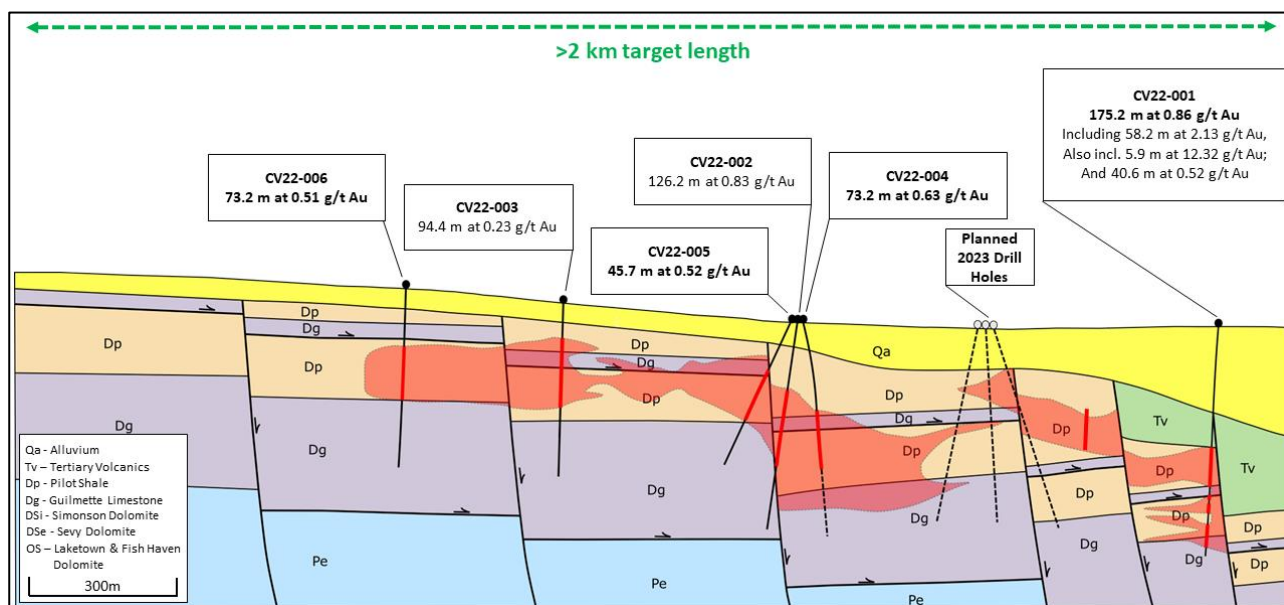 >2 km target length
CV22-001
175.2 m at 0.86 g/t Au
Including 58.2 m at 2.13 g/t Au,
Also incl. 5.9 m at 12.32 g/t Au;
And 40.6 m at 0.52 g/t Au
CV22-002
126.2 m at 0.83 g/t Au
CV22-004
73.2 m at 0.63 g/t Au
CV22-006
73.2 m at 0.51 g/t Au
CV22-003
94.4 m at 0.23 g/t Au
CV22-005
45.7 m at 0.52 g/t Au
Planned
2023 Drill
Holes
Dp
Dg
Dp
Dp
Dg
Dp
Dg
Dp
Qa
Dp
Dg
Dp
Dp
Tv
Tv
Dp
Dp
Dp
Dp
Dp
Dg
Dg
Dg
Dg
Dg
Dg
Pe
Pe
Pe
Qa - Alluvium
Tv – Tertiary Volcanics
Dp - Pilot Shale
Dg - Guilmette Limestone
DSi - Simonson Dolomite
DSe - Sevy Dolomite
OS – Laketown & Fish Haven
Dolomite
300m